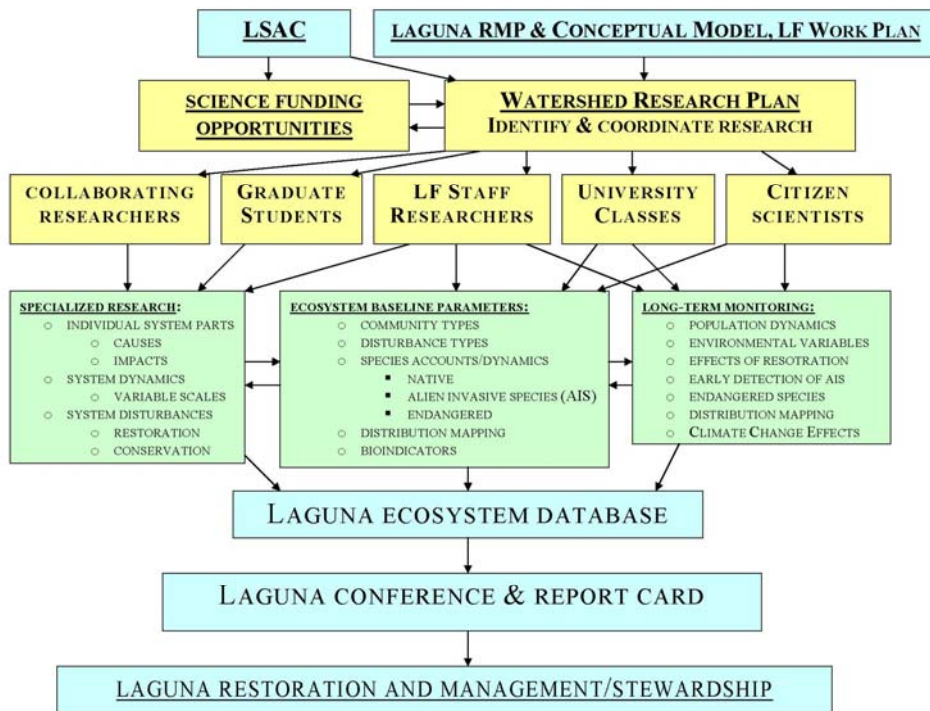 LSAC
LAGUNA RMP & CONCEPTUAL MODEL, LF WORK PLAN
SCIENCE FUNDING
OPPORTUNITIES
WATERSHED RESEARCH PLAN
IDENTIFY & COORDINATE RESEARCH
COLLABORATING
RESEARCHERS
GRADUATE
STUDENTS
LF STAFF
RESEARCHERS
UNIVERSITY
CLASSES
CITIZEN
SCIENTISTS
SPECIALIZED RESEARCH:
○ INDIVIDUAL SYSTEM PARTS
○ CAUSES
○ IMPACTS
○ SYSTEM DYNAMICS
○ VARIABLE SCALES
○ SYSTEM DISTURBANCES
○ RESTORATION
○ CONSERVATION
ECOSYSTEM BASELINE PARAMETERS:
○ COMMUNITY TYPES
○ DISTURBANCE TYPES
○ SPECIES ACCOUNTS/DYNAMICS
▪ NATIVE
▪ ALIEN INVASIVE SPECIES (AIS)
▪ ENDANGERED
○ DISTRIBUTION MAPPING
○ BIOINDICATORS
LONG-TERM MONITORING:
○ POPULATION DYNAMICS
○ ENVIRONMENTAL VARIABLES
○ EFFECTS OF RESOTRATION
○ EARLY DETECTION OF AIS
○ ENDANGERED SPECIES
○ DISTRIBUTION MAPPING
○ CLIMATE CHANGE EFFECTS
LAGUNA ECOSYSTEM DATABASE
LAGUNA CONFERENCE & REPORT CARD
LAGUNA RESTORATION AND MANAGEMENT/STEWARDSHIP